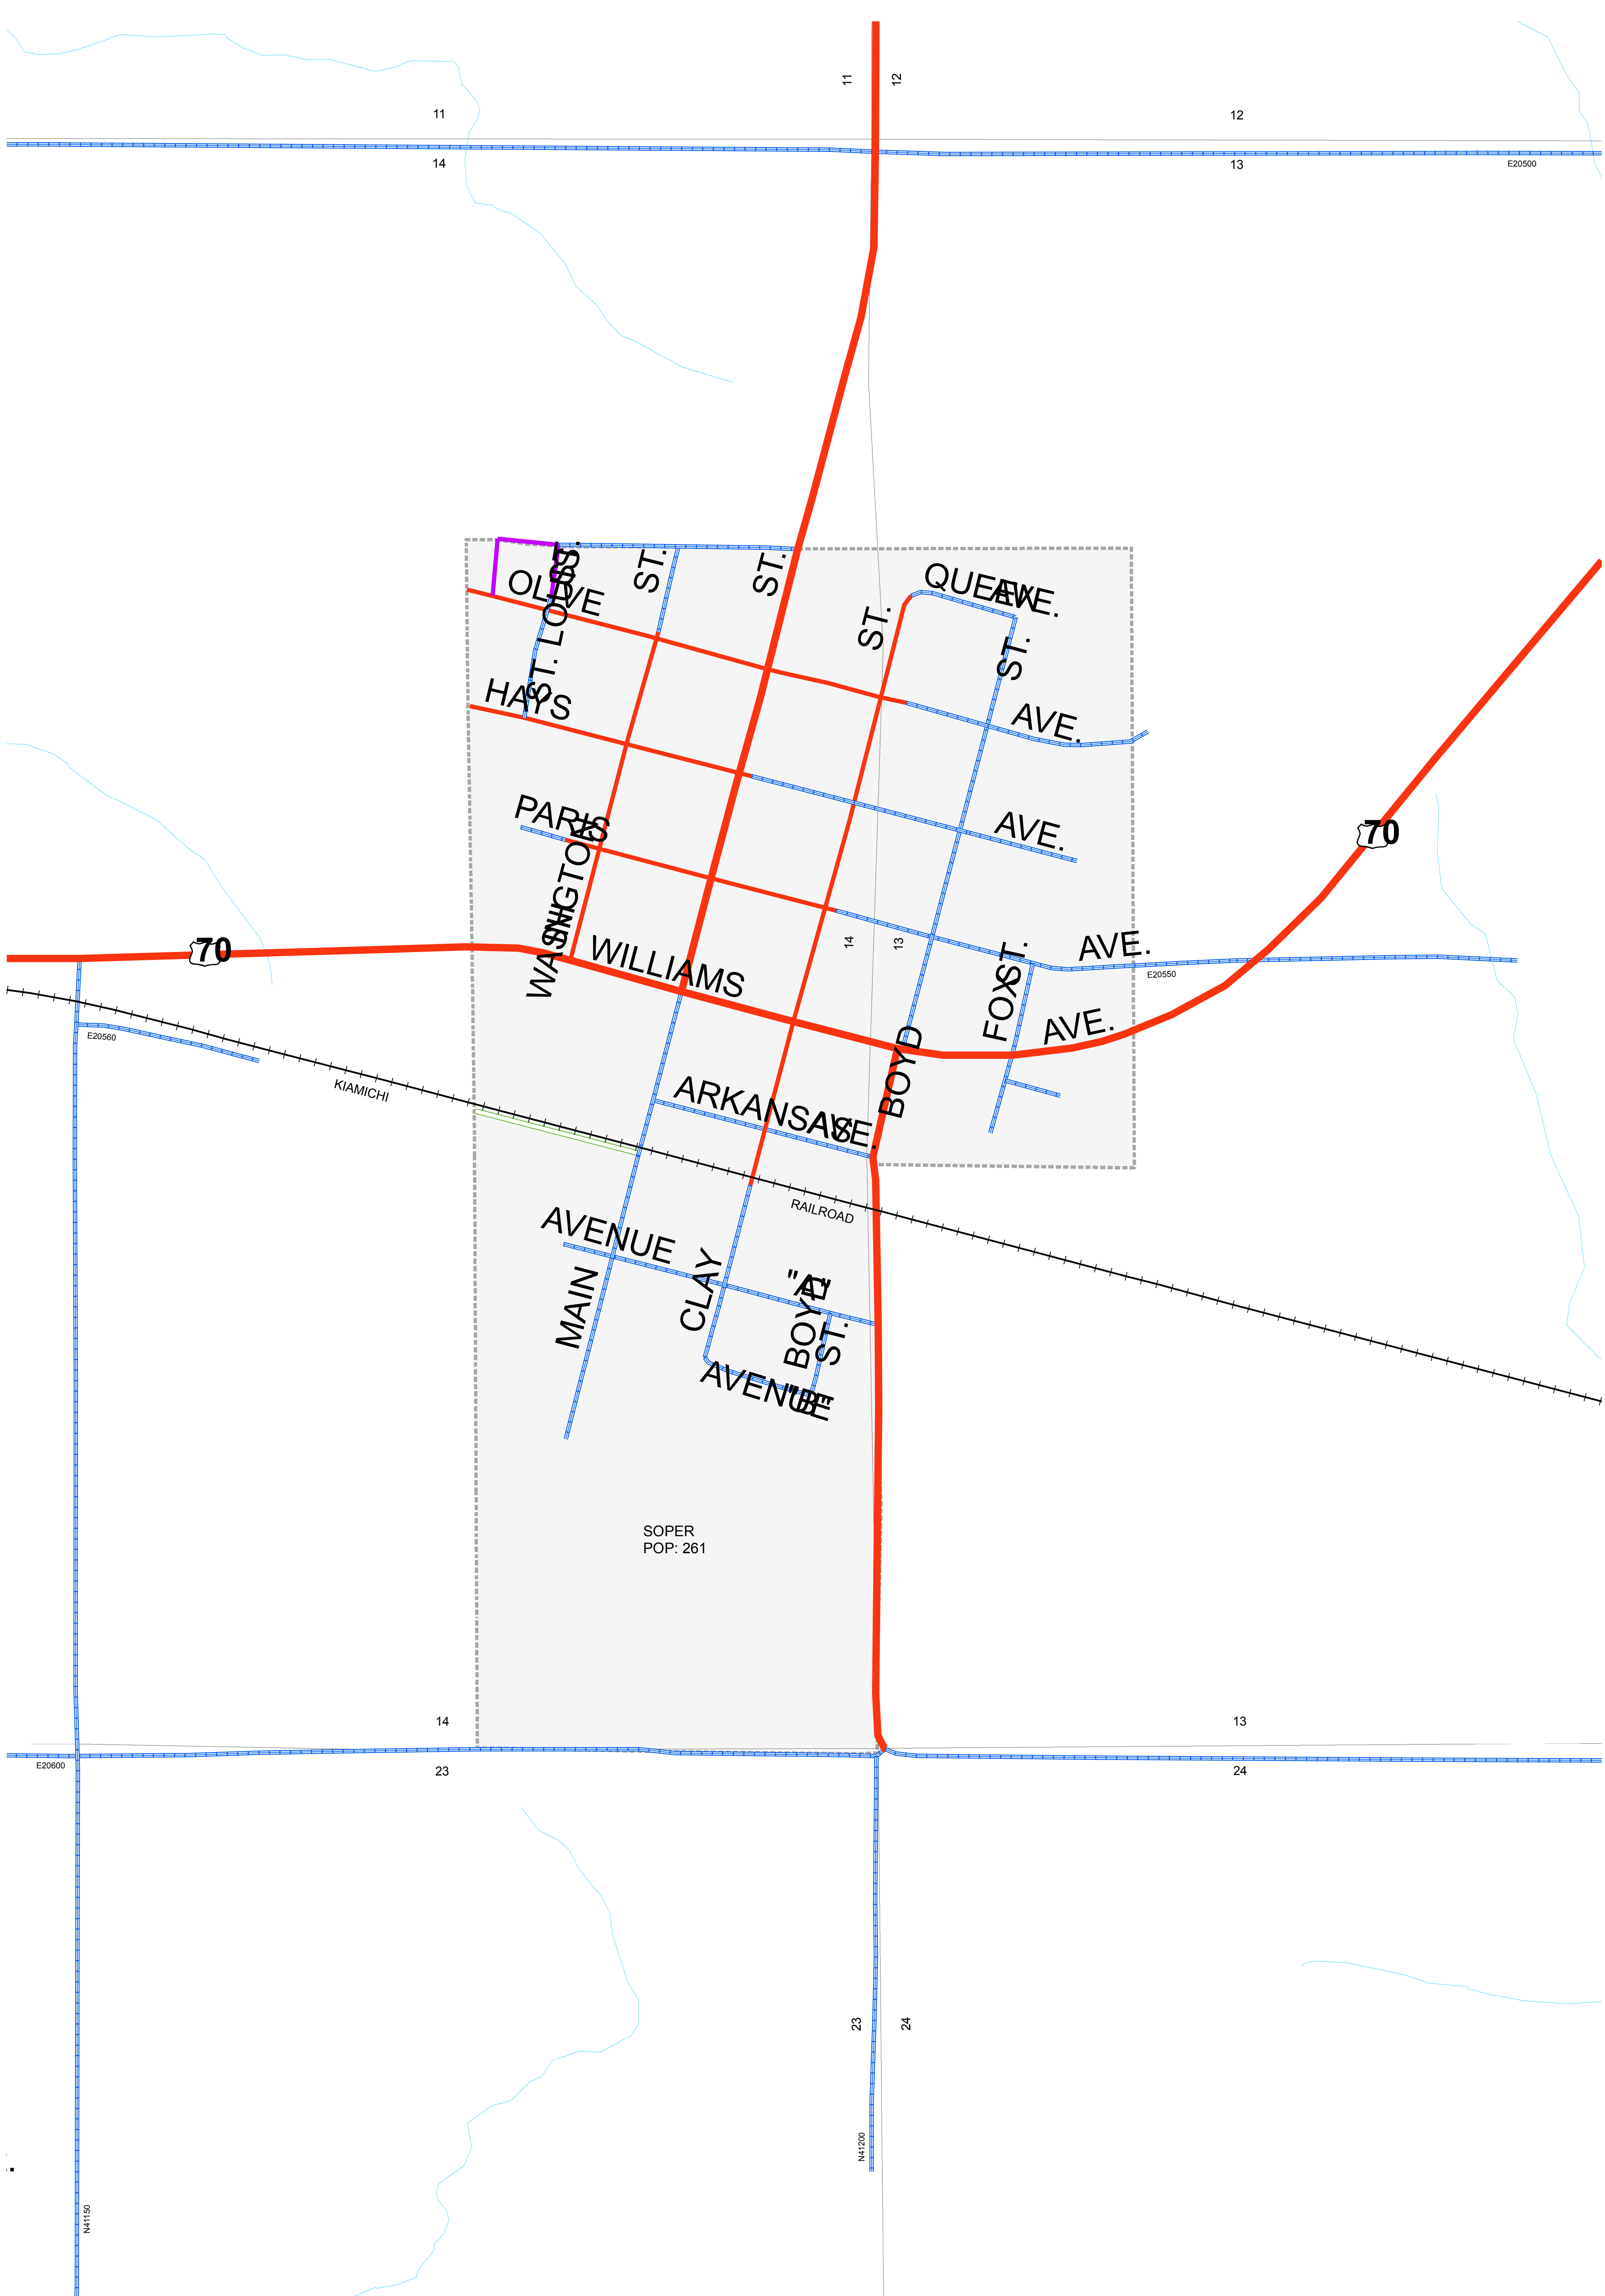 11
12
11
12
14
13
E20500
ST. LOUIS
ST.
ST.
ST.
OLIVE
QUEEN
AVE.
ST.
ST.
HAYS
AVE.
PARIS
AVE.
WASHINGTON
70
14
13
70
WILLIAMS
FOX
ST.
AVE.
E20550
AVE.
E20560
KIAMICHI
ARKANSAS
AVE.
BOYD
RAILROAD
AVENUE
"A"
MAIN
CLAY
BOYD
ST.
AVENUE
"B"
SOPER
POP: 261
14
13
E20600
23
24
23
24
N41200
N41150